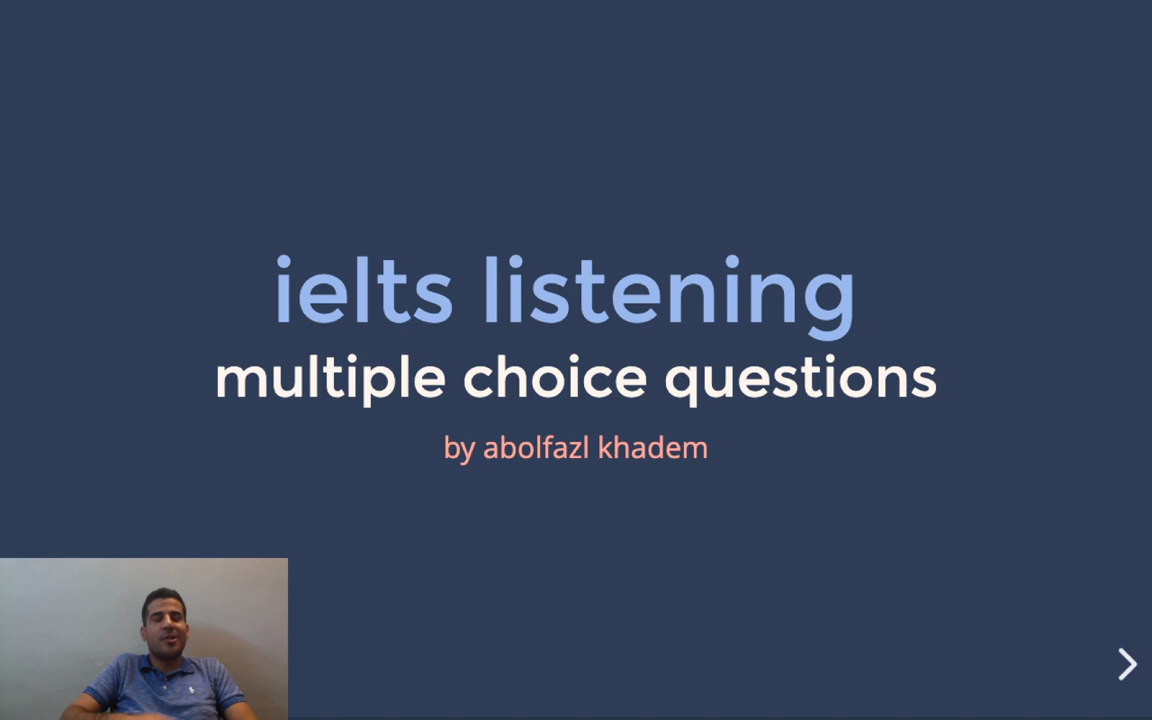 ielts listening
multiple choice questions
by abolfazl khadem